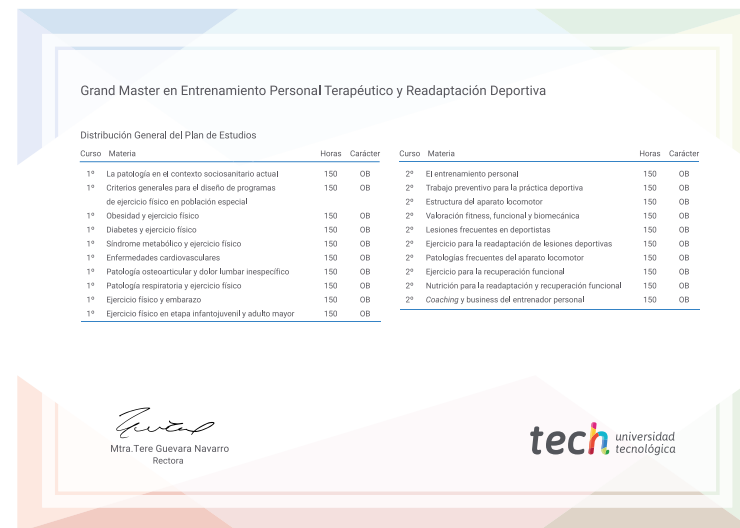 Grand Master en Entrenamiento Personal Terapéutico y Readaptación Deportiva
Distribución General del Plan de Estudios
Curso Materia Horas Carácter
1º La patología en el contexto sociosanitario actual 150 OB
1º Criterios generales para el diseño de programas 150 OB
de ejercicio físico en población especial
1º Obesidad y ejercicio físico 150 OB
1º Diabetes y ejercicio físico 150 OB
1º Síndrome metabólico y ejercicio físico 150 OB
1º Enfermedades cardiovasculares 150 OB
1º Patología osteoarticular y dolor lumbar inespecífico 150 OB
1º Patología respiratoria y ejercicio físico 150 OB
1º Ejercicio físico y embarazo 150 OB
1º Ejercicio físico en etapa infantojuvenil y adulto mayor 150 OB
Curso Materia Horas Carácter
2º El entrenamiento personal 150 OB
2º Trabajo preventivo para la práctica deportiva 150 OB
2º Estructura del aparato locomotor 150 OB
2º Valoración fitness, funcional y biomecánica 150 OB
2º Lesiones frecuentes en deportistas 150 OB
2º Ejercicio para la readaptación de lesiones deportivas 150 OB
2º Patologías frecuentes del aparato locomotor 150 OB
2º Ejercicio para la recuperación funcional 150 OB
2º Nutrición para la readaptación y recuperación funcional 150 OB
2º Coaching y business del entrenador personal 150 OB
Mtra.Tere Guevara Navarro
Rectora
tech universidad
tecnológica